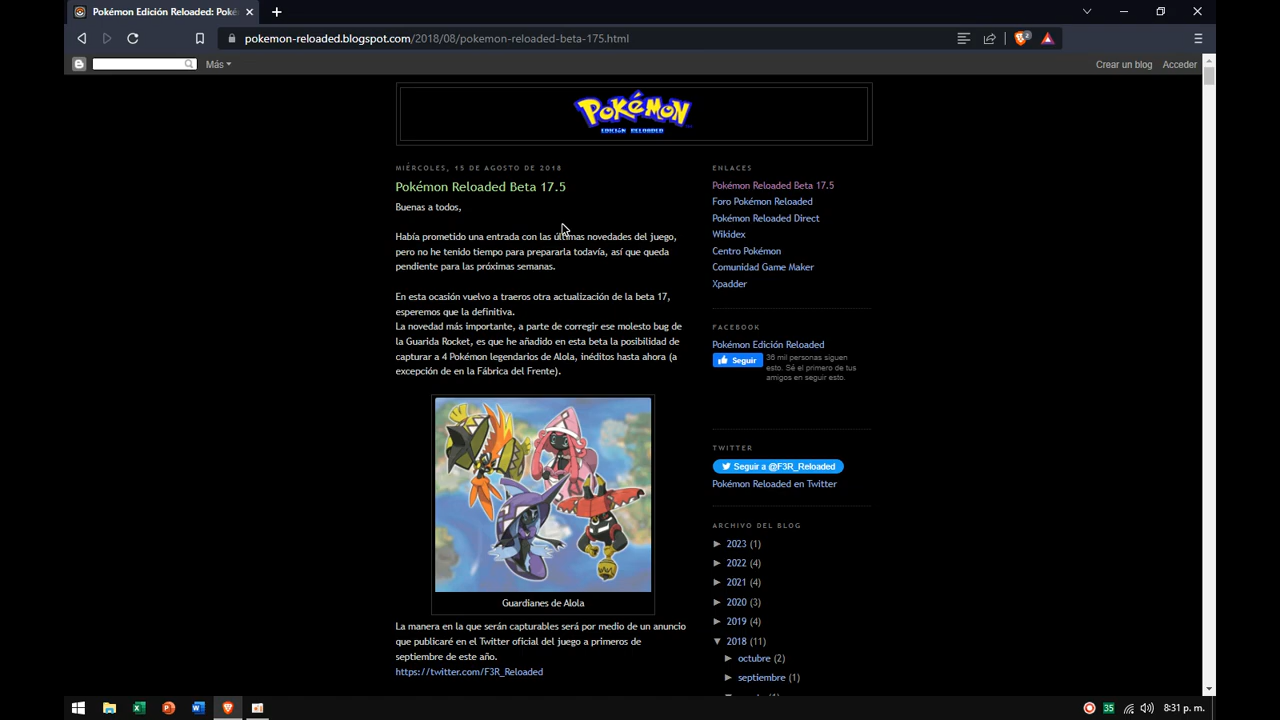 Pokémon Edición Reloaded: Poké
pokemon-reloaded.blogspot.com/2018/08/pokemon-reloaded-beta-175.html
2
Más
Crear un blog
Acceder
POKéMON
EDICIÓN RELOADED
MIÉRCOLES, 15 DE AGOSTO DE 2018
Pokémon Reloaded Beta 17.5
Buenas a todos,
Había prometido una entrada con las últimas novedades del juego,
pero no he tenido tiempo para prepararla todavía, así que queda
pendiente para las próximas semanas.
En esta ocasión vuelvo a traeros otra actualización de la beta 17,
esperemos que la definitiva.
La novedad más importante, a parte de corregir ese molesto bug de
la Guarida Rocket, es que he añadido en esta beta la posibilidad de
capturar a 4 Pokémon legendarios de Alola, inéditos hasta ahora (a
excepción de en la Fábrica del Frente).
Guardianes de Alola
La manera en la que serán capturables será por medio de un anuncio
que publicaré en el Twitter oficial del juego a primeros de
septiembre de este año.
https://twitter.com/F3R_Reloaded
ENLACES
Pokémon Reloaded Beta 17.5
Foro Pokémon Reloaded
Pokémon Reloaded Direct
Wikidex
Centro Pokémon
Comunidad Game Maker
Xpadder
FACEBOOK
Pokémon Edición Reloaded
Seguir
38 mil personas siguen
esto. Sé el primero de tus
amigos en seguir esto.
TWITTER
Seguir a @F3R_Reloaded
Pokémon Reloaded en Twitter
ARCHIVO DEL BLOG
► 2023 (1)
► 2022 (4)
► 2021 (4)
► 2020 (3)
► 2019 (4)
▼ 2018 (11)
► octubre (2)
► septiembre (1)
35
8:31 p. m.